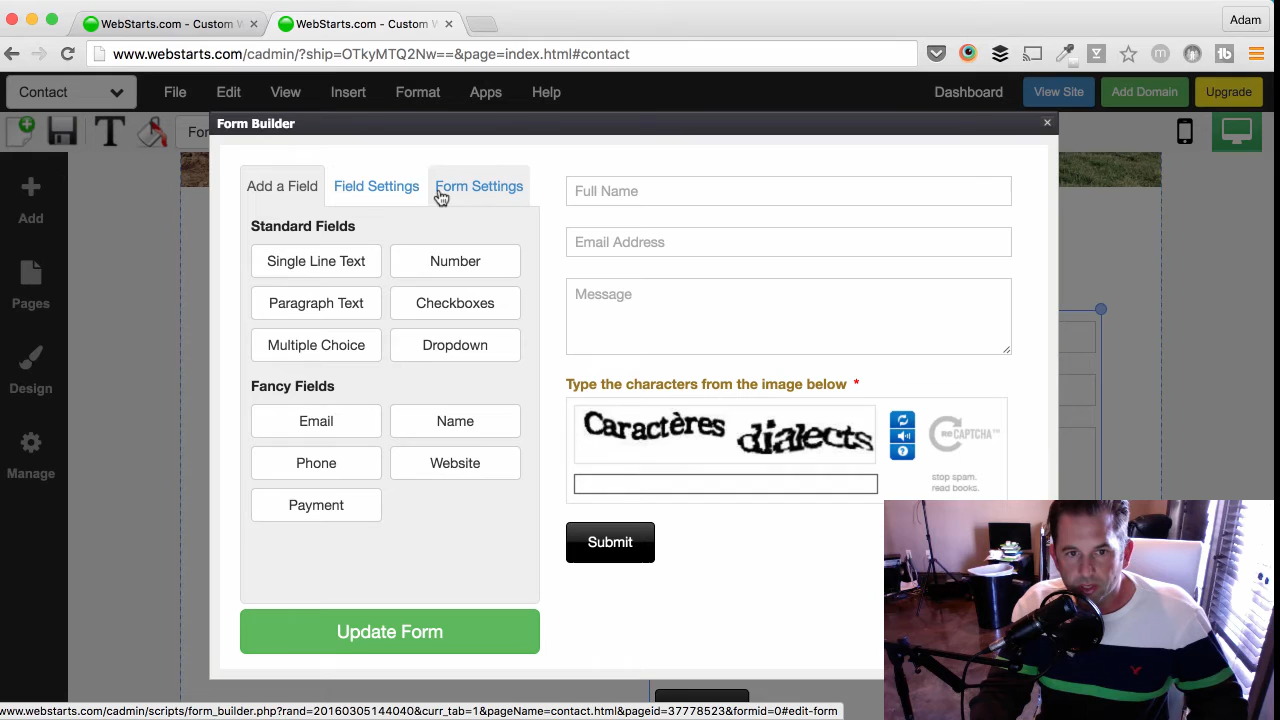 WebStarts.com - Custom W
WebStarts.com - Custom W
Adam
www.webstarts.com/cadmin/?ship=OTkyMTQ2Nw==&page=index.html#contact
Contact
File
Edit
View
Insert
Format
Apps
Help
Dashboard
View Site
Add Domain
Upgrade
T
For
Form Builder
Add
Pages
Design
Manage
Add a Field
Field Settings
Form Settings
Standard Fields
Single Line Text
Number
Paragraph Text
Checkboxes
Multiple Choice
Dropdown
Fancy Fields
Email
Name
Phone
Website
Payment
Update Form
Full Name
Email Address
Message
Type the characters from the image below *
Caractères dialects
reCAPTCHA™
stop spam.
read books.
Submit
www.webstarts.com/cadmin/scripts/form_builder.php?rand=20160305144040&curr_tab=1&pageName=contact.html&pageid=37778523&formid=0#edit-form